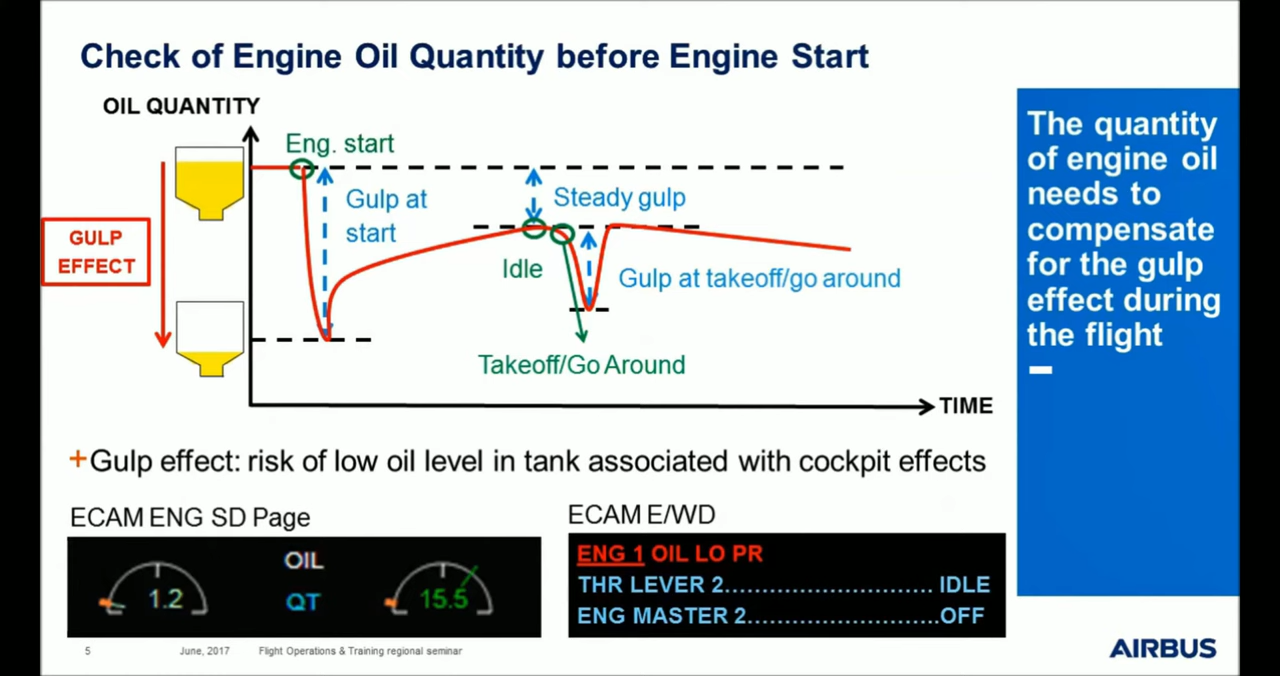 Check of Engine Oil Quantity before Engine Start
OIL QUANTITY
Eng. start
Gulp at
start
Steady gulp
GULP
EFFECT
Idle
Gulp at takeoff/go around
Takeoff/Go Around
TIME
The quantity
of engine oil
needs to
compensate
for the gulp
effect during
the flight
+Gulp effect: risk of low oil level in tank associated with cockpit effects
ECAM ENG SD Page
OIL
1.2 QT 15.5
ECAM E/WD
ENG 1 OIL LO PR
THR LEVER 2.............................. IDLE
ENG MASTER 2...........................OFF
5 June, 2017 Flight Operations & Training regional seminar
AIRBUS